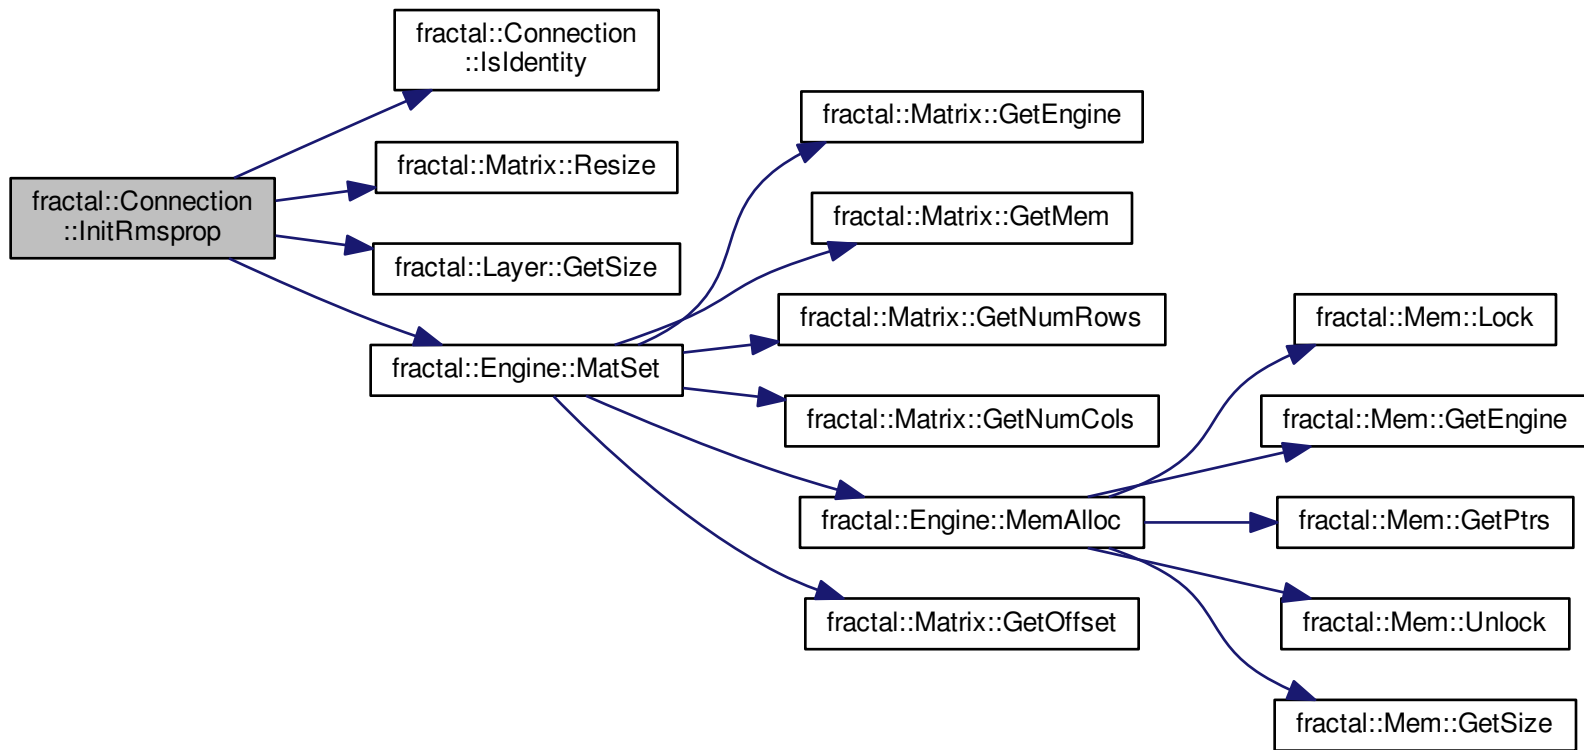 fractal::Connection
::InitRmsprop
fractal::Connection
::IsIdentity
fractal::Matrix::Resize
fractal::Layer::GetSize
fractal::Engine::MatSet
fractal::Matrix::GetEngine
fractal::Matrix::GetMem
fractal::Matrix::GetNumRows
fractal::Matrix::GetNumCols
fractal::Engine::MemAlloc
fractal::Matrix::GetOffset
fractal::Mem::Lock
fractal::Mem::GetEngine
fractal::Mem::GetPtrs
fractal::Mem::Unlock
fractal::Mem::GetSize